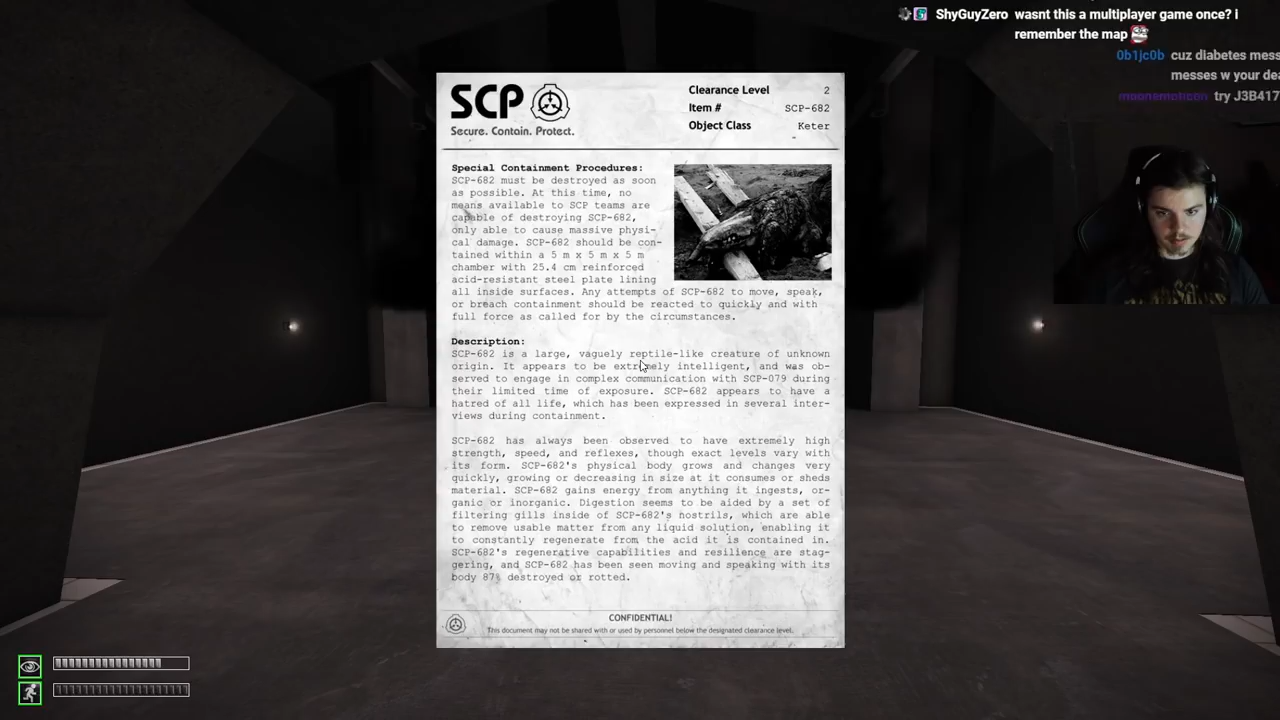 ShyGuyZero wasnt this a multiplayer game once? i
remember the map
0b1jc0b cuz diabetes mess
messes w your dea
try J3B417
SCP
Secure. Contain. Protect.
Clearance Level 2
Item # SCP-682
Object Class Keter
Special Containment Procedures:
SCP-682 must be destroyed as soon
as possible. At this time, no
means available to SCP teams are
capable of destroying SCP-682,
only able to cause massive physi-
cal damage. SCP-682 should be con-
tained within a 5 m x 5 m x 5 m
chamber with 25.4 cm reinforced
acid-resistant steel plate lining
all inside surfaces. Any attempts of SCP-682 to move, speak,
or breach containment should be reacted to quickly and with
full force as called for by the circumstances.
Description:
SCP-682 is a large, vaguely reptile-like creature of unknown
origin. It appears to be extremely intelligent, and was ob-
served to engage in complex communication with SCP-079 during
their limited time of exposure. SCP-682 appears to have a
hatred of all life, which has been expressed in several inter-
views during containment.
SCP-682 has always been observed to have extremely high
strength, speed, and reflexes, though exact levels vary with
its form. SCP-682's physical body grows and changes very
quickly, growing or decreasing in size at it consumes or sheds
material. SCP-682 gains energy from anything it ingests, or-
ganic or inorganic. Digestion seems to be aided by a set of
filtering gills inside of SCP-682's nostrils, which are able
to remove usable matter from any liquid solution, enabling it
to constantly regenerate from the acid it is contained in.
SCP-682's regenerative capabilities and resilience are stag-
gering, and SCP-682 has been seen moving and speaking with its
body 87% destroyed or rotted.
CONFIDENTIAL!
This document may not be shared with or used by personnel below the designated clearance level.